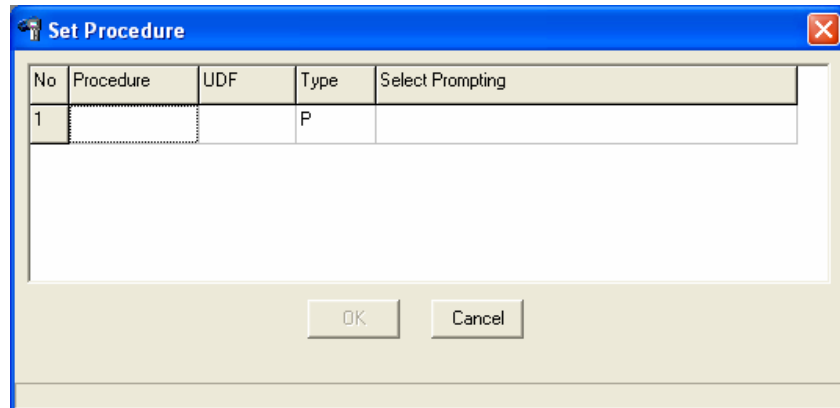 Set Procedure
No Procedure UDF Type Select Prompting
1 P
OK Cancel